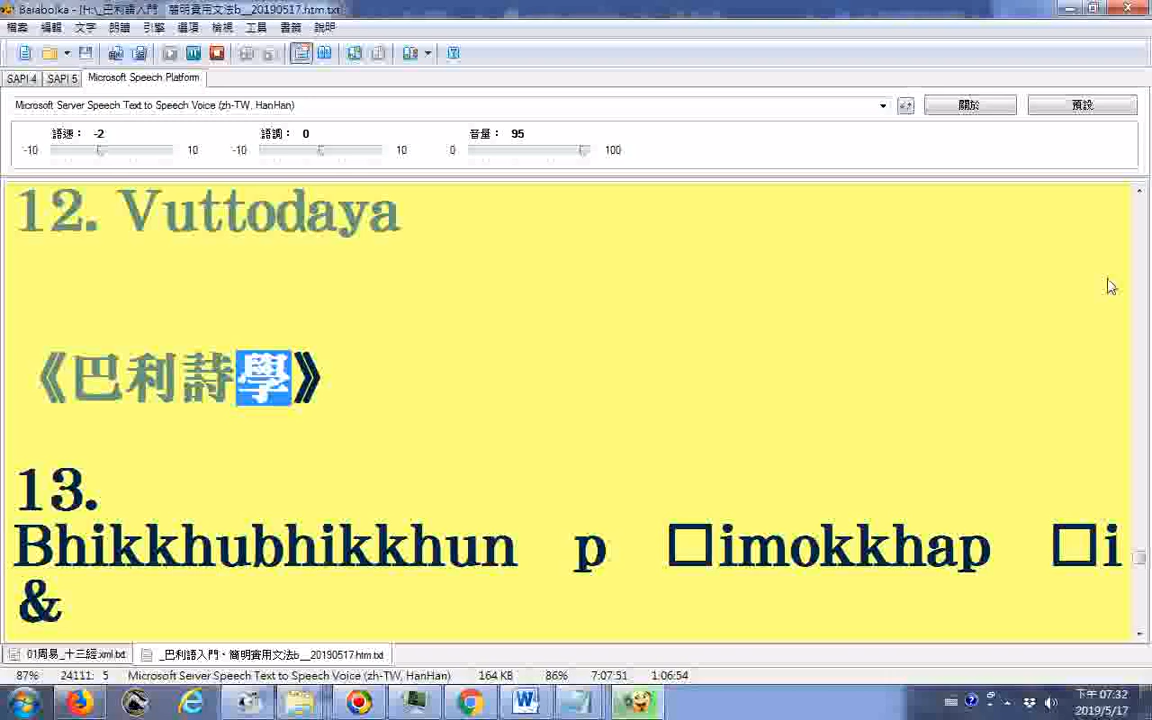 Balabolka - [H:\_巴利語入門、簡明實用文法b__20190517.htm.txt]
檔案 編輯 文字 朗讀 引擎 選項 檢視 工具 書籤 說明
SAPI 4 SAPI 5 Microsoft Speech Platform
Microsoft Server Speech Text to Speech Voice (zh-TW, HanHan) 關於 預設
語速： -2 語調： 0 音量： 95
-10 10 -10 10 0 100
12. Vuttodaya
《巴利詩學》
13.
Bhikkhubhikkhun p □imokkhap □i
&
01周易_十三經.xml.txt _巴利語入門、簡明實用文法b__20190517.htm.txt
87% 24111: 5 Microsoft Server Speech Text to Speech Voice (zh-TW, HanHan) 164 KB 86% 7:07:51 1:06:54
下午 07:32
2019/5/17